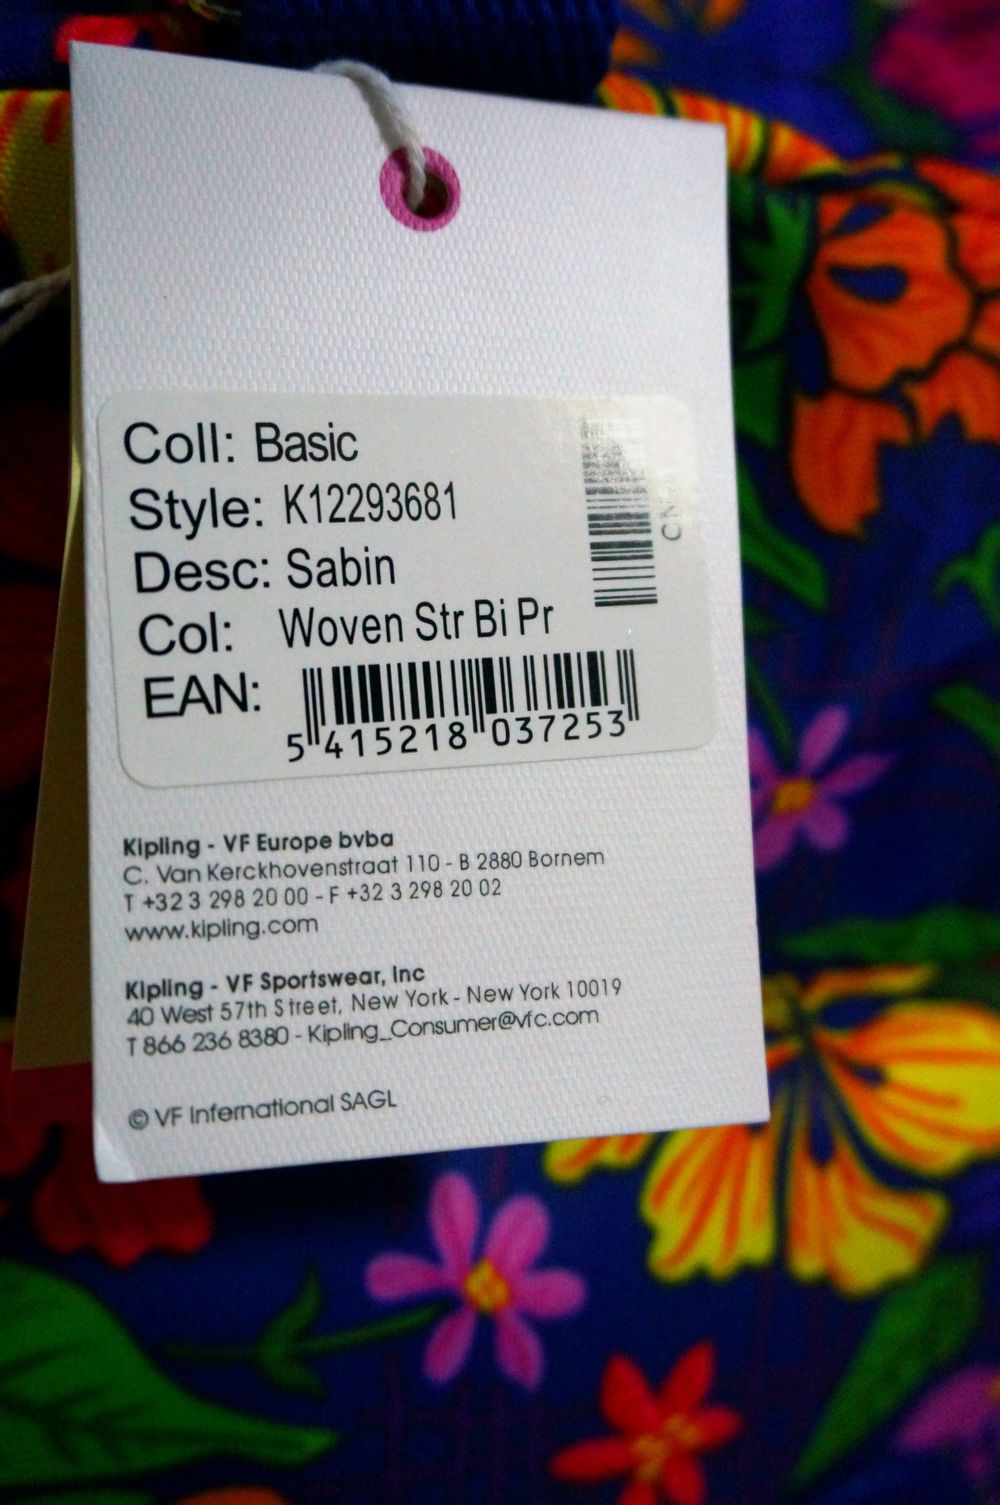 Coll: Basic
Style: K12293681
Desc: Sabin
Col: Woven Str Bi Pr
EAN:
5 415218 037253
Kipling - VF Europe bvba
C. Van Kerckhovenstraat 110 - B 2880 Bornem
T +32 3 298 20 00 - F +32 3 298 20 02
www.kipling.com
Kipling - VF Sportswear, Inc
40 West 57th Street, New York - New York 10019
T 866 236 8380 - Kipling_Consumer@vfc.com
© VF International SAGL